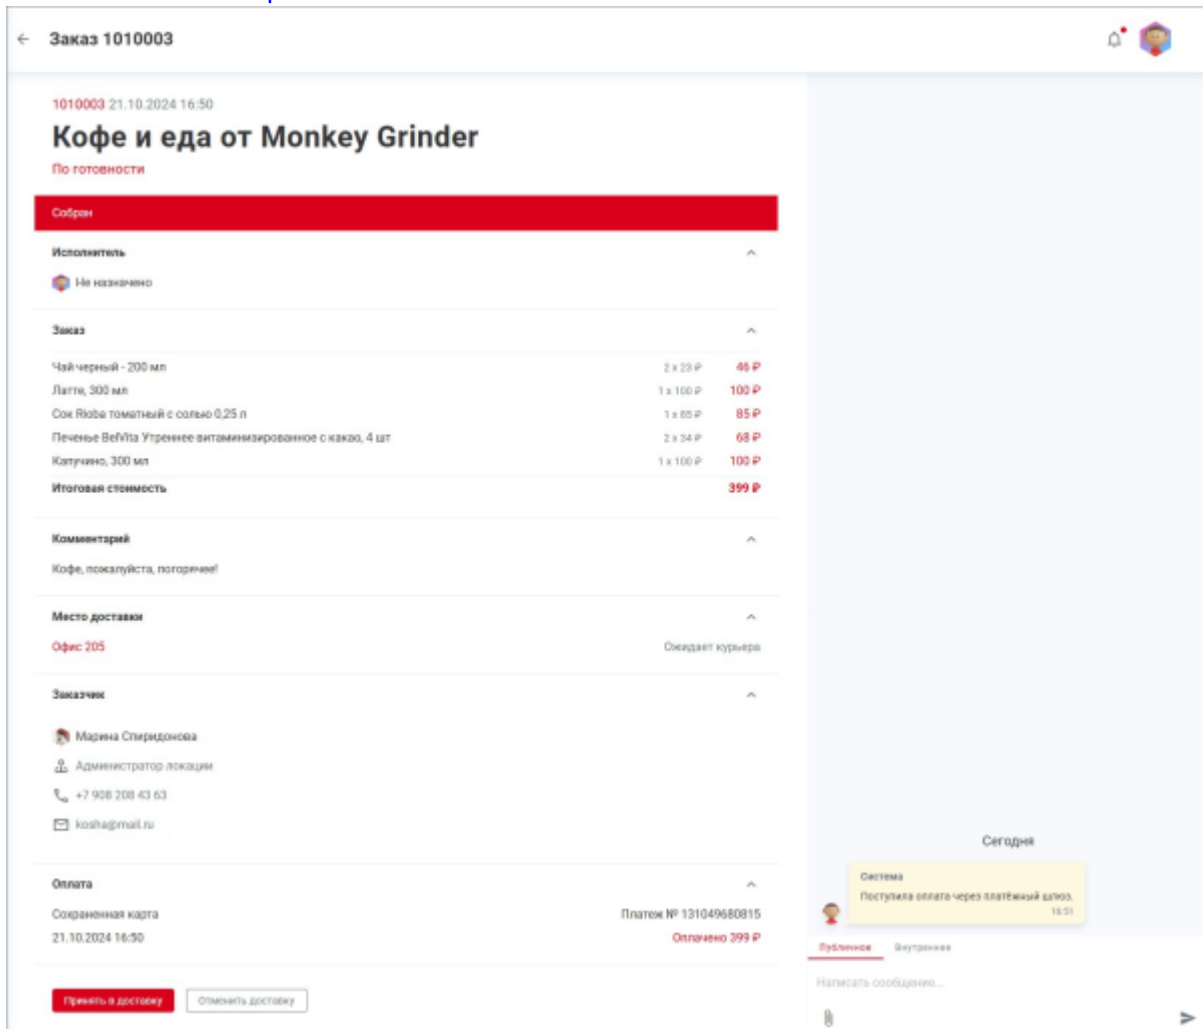 Заказ 1010003
1010003 21.10.2024 16:50
Кофе и еда от Monkey Grinder
По готовности
Собран
Исполнитель
Не назначено
Заказ
Чай черный - 200 мл 2 x 23 ₽ 46 ₽
Латте, 300 мл 1 x 100 ₽ 100 ₽
Сок Rioba томатный с солью 0,25 л 1 x 85 ₽ 85 ₽
Печенье BelVita Утреннее витаминизированное с какао, 4 шт 2 x 34 ₽ 68 ₽
Капучино, 300 мл 1 x 100 ₽ 100 ₽
Итоговая стоимость 399 ₽
Комментарий
Кофе, пожалуйста, погорячее!
Место доставки
Офис 205 Ожидает курьера
Заказчик
Марина Спиридонова
Администратор локации
+7 908 208 43 63
kosha@mail.ru
Оплата
Сохраненная карта Платеж № 131049680815
21.10.2024 16:50 Оплачено 399 ₽
Принять в доставку Отменить доставку
Сегодня
Система
Поступила оплата через платёжный шлюз.
16:51
Публичное Внутреннее
Написать сообщение...